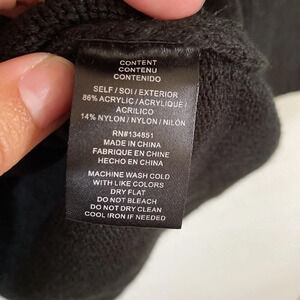 CONTENT
CONTENU
CONTENIDO
SELF / SOI / EXTERIOR
86% ACRYLIC / ACRYLIQUE /
ACRILICO
14% NYLON / NYLON / NILÓN
RN#134851
MADE IN CHINA
FABRIQUE EN CHINE
HECHO EN CHINA
MACHINE WASH COLD
WITH LIKE COLORS
DRY FLAT
DO NOT BLEACH
DO NOT DRY CLEAN
COOL IRON IF NEEDED